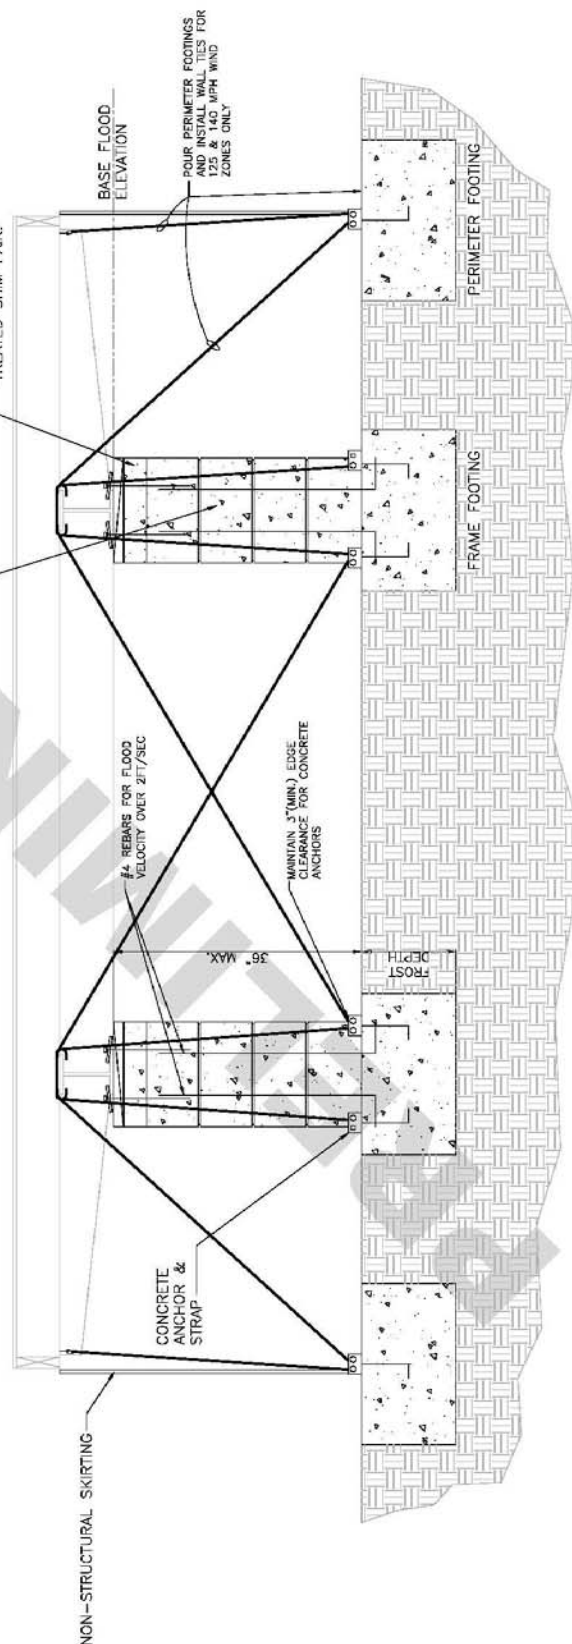 NON-STRUCTURAL SKIRTING
CONCRETE
ANCHOR &
STRAP
#4 REBARS FOR FLOOD
VELOCITY OVER 2FT/SEC
36" MAX.
FROST
DEPTH
MAINTAIN 3"(MIN.) EDGE
CLEARANCE FOR CONCRETE
ANCHORS
BASE FLOOD
ELEVATION
POUR PERIMETER FOOTINGS
AND INSTALL WALL TIES FOR
125 & 140 MPH WIND
ZONES ONLY
FRAME FOOTING
PERIMETER FOOTING
PRELIMIN